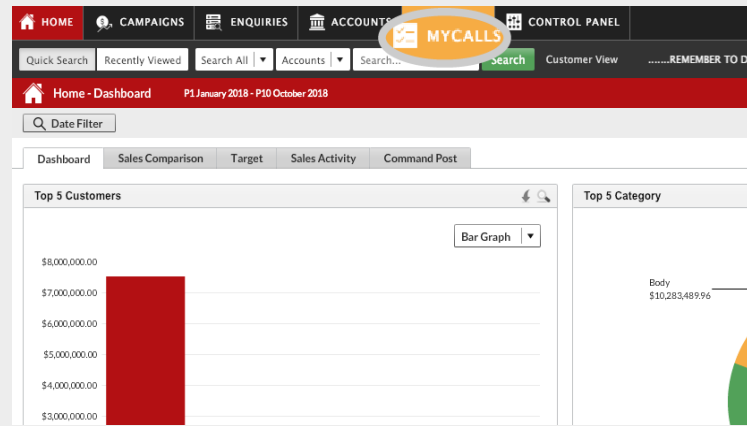 HOME CAMPAIGNS ENQUIRIES ACCOUNTS MYCALLS CONTROL PANEL
Quick Search Recently Viewed Search All Accounts Search... Search Customer View .......REMEMBER TO D
Home - Dashboard P1 January 2018 - P10 October 2018
Date Filter
Dashboard Sales Comparison Target Sales Activity Command Post
Top 5 Customers
Bar Graph
$8,000,000.00
$7,000,000.00
$6,000,000.00
$5,000,000.00
$4,000,000.00
$3,000,000.00
Top 5 Category
Body
$10,283,489.96